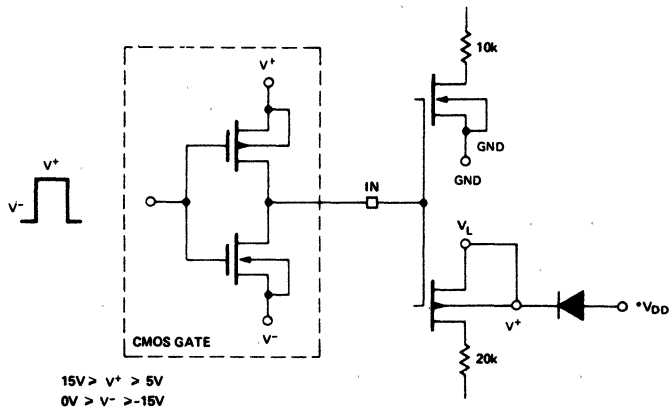 10k
V+
GND
GND
V+
V−
IN
VL
V+
*VDD
V−
CMOS GATE
20k
15V ≥ V+ ≥ 5V
0V ≥ V− ≥ -15V